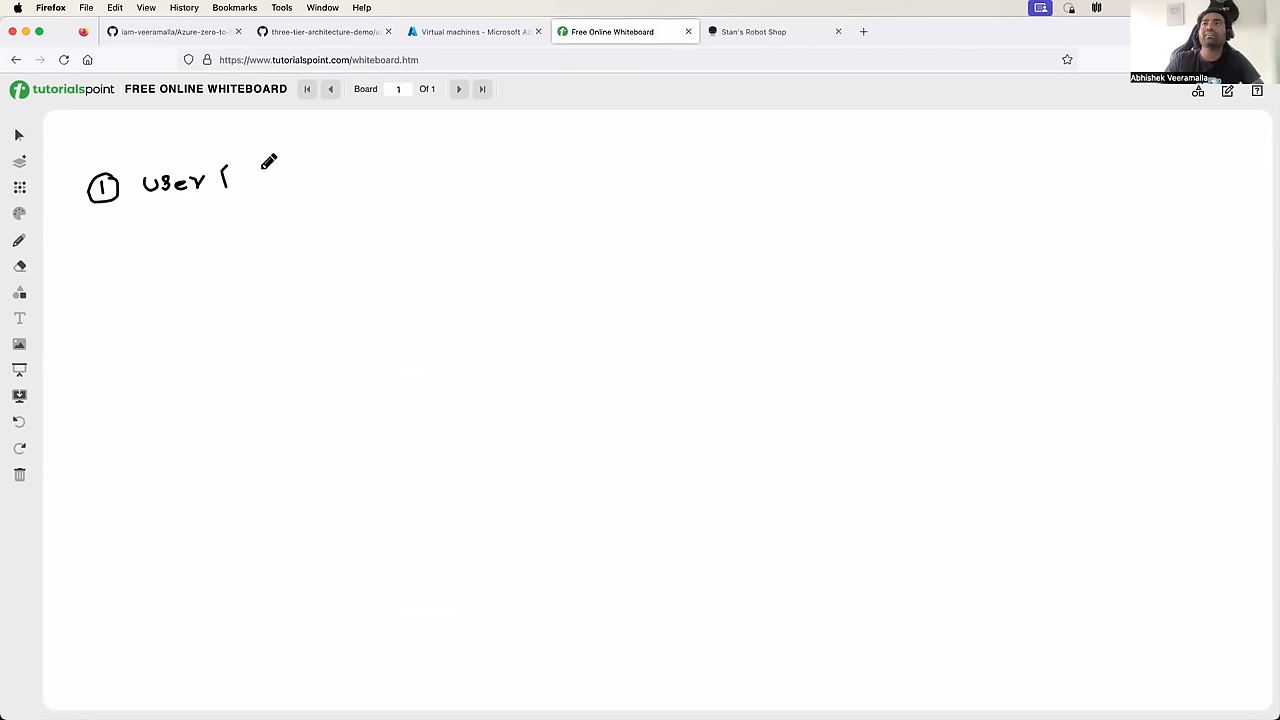 Firefox File Edit View History Bookmarks Tools Window Help
iam-veeramalla/Azure-zero-to- three-tier-architecture-demo/u Virtual machines - Microsoft Az Free Online Whiteboard Stan's Robot Shop
https://www.tutorialspoint.com/whiteboard.htm
Abhishek Veeramalla
tutorialspoint FREE ONLINE WHITEBOARD Board 1 Of 1
1 user (